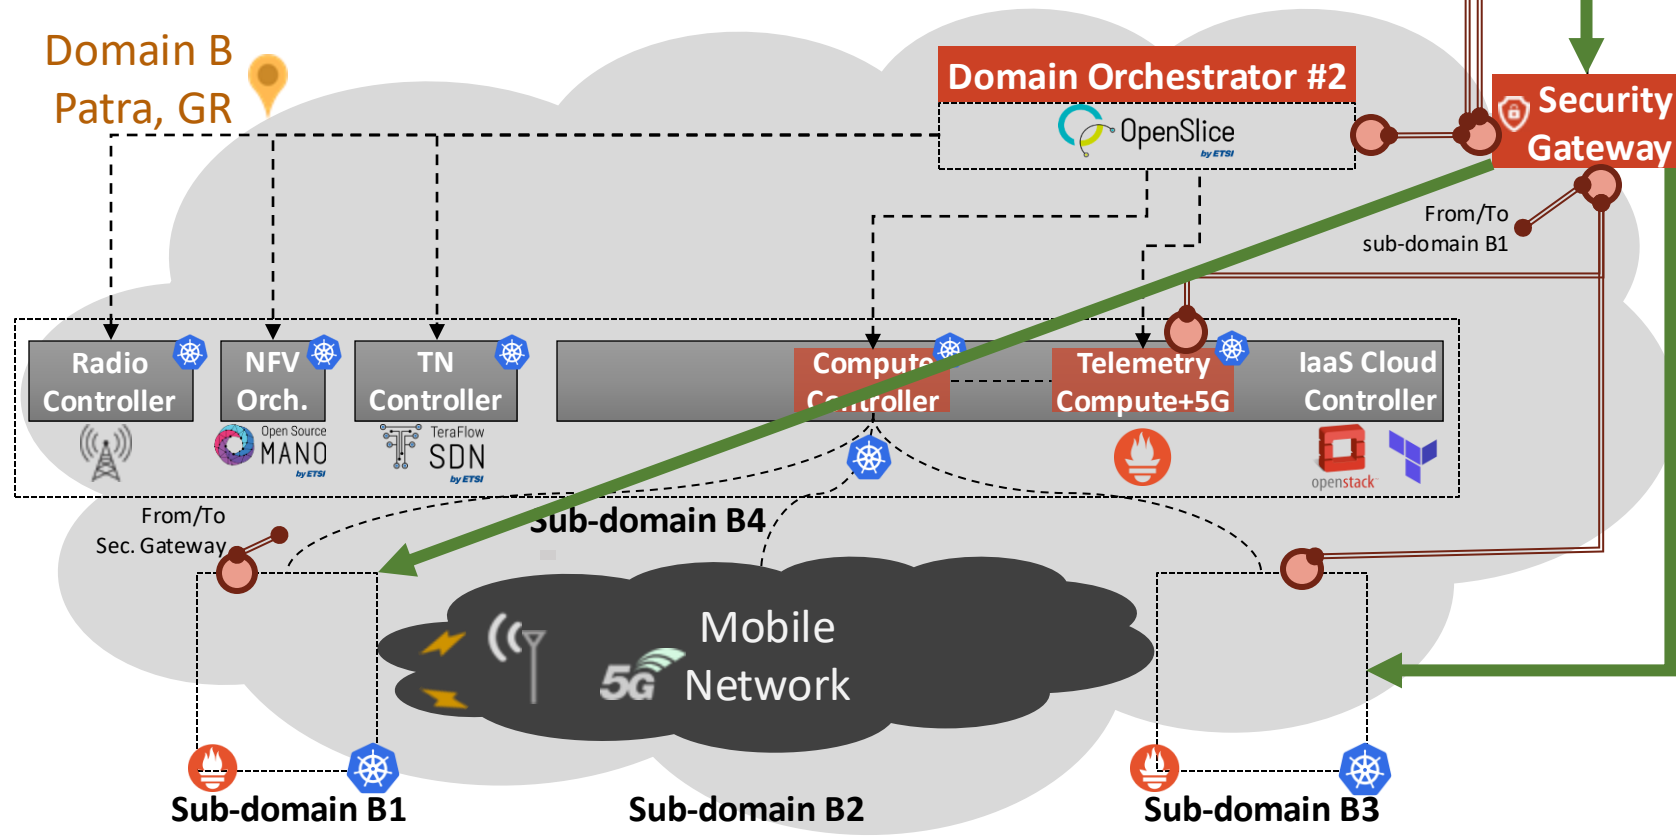 Domain B
Patra, GR
Domain Orchestrator #2
OpenSlice
by ETSI
Security
Gateway
From/To
sub-domain B1
Radio
Controller
NFV
Orch.
TN
Controller
Compute
Controller
Telemetry
Compute+5G
IaaS Cloud
Controller
Open Source
MANO
by ETSI
TeraFlow
SDN
by ETSI
openstack
From/To
Sec. Gateway
Sub-domain B4
Mobile
5G Network
Sub-domain B1
Sub-domain B2
Sub-domain B3